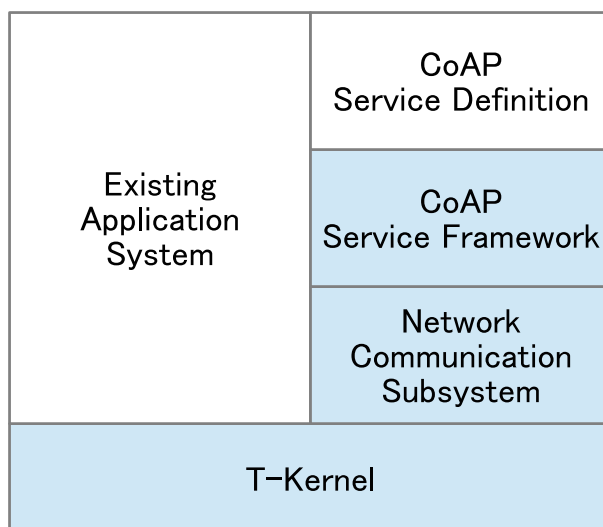 Existing
Application
System
CoAP
Service Definition
CoAP
Service Framework
Network
Communication
Subsystem
T-Kernel